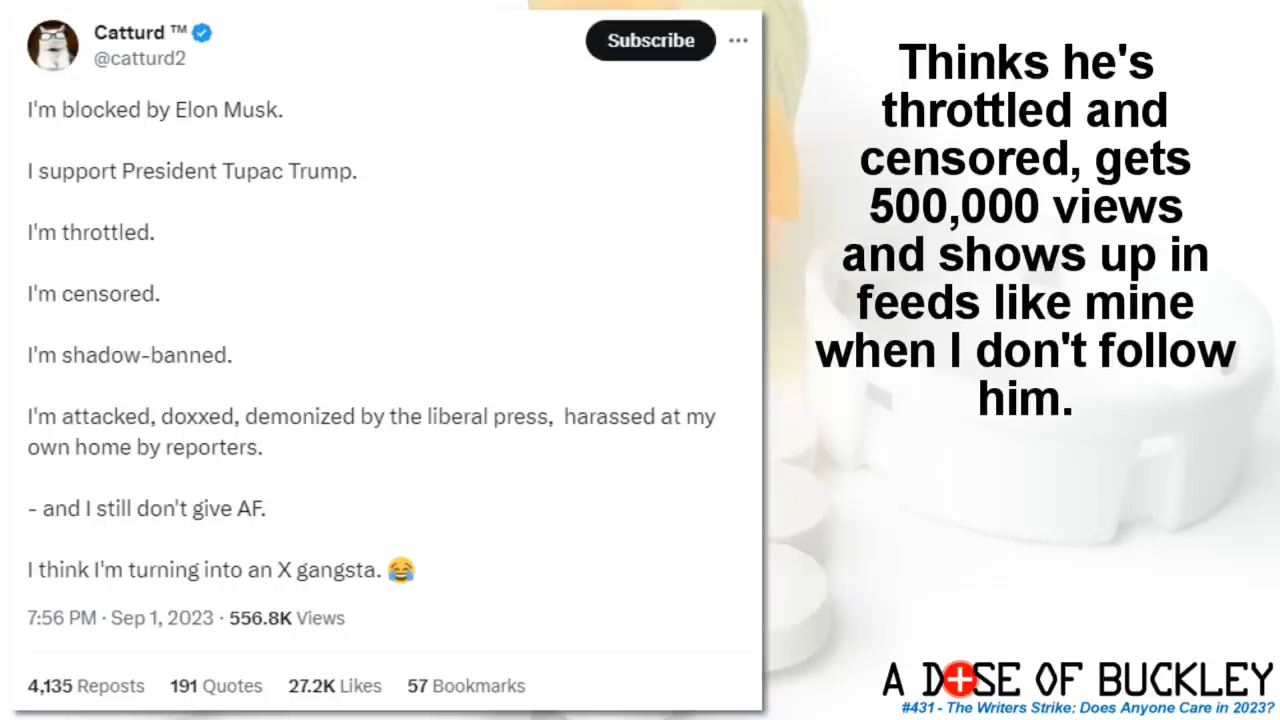 Catturd ™
@catturd2
Subscribe
I'm blocked by Elon Musk.
I support President Tupac Trump.
I'm throttled.
I'm censored.
I'm shadow-banned.
I'm attacked, doxxed, demonized by the liberal press,  harassed at my
own home by reporters.
- and I still don't give AF.
I think I'm turning into an X gangsta. 😂
7:56 PM · Sep 1, 2023 · 556.8K Views
4,135 Reposts 191 Quotes 27.2K Likes 57 Bookmarks
Thinks he's
throttled and
censored, gets
500,000 views
and shows up in
feeds like mine
when I don't follow
him.
A DOSE OF BUCKLEY
#431 - The Writers Strike: Does Anyone Care in 2023?